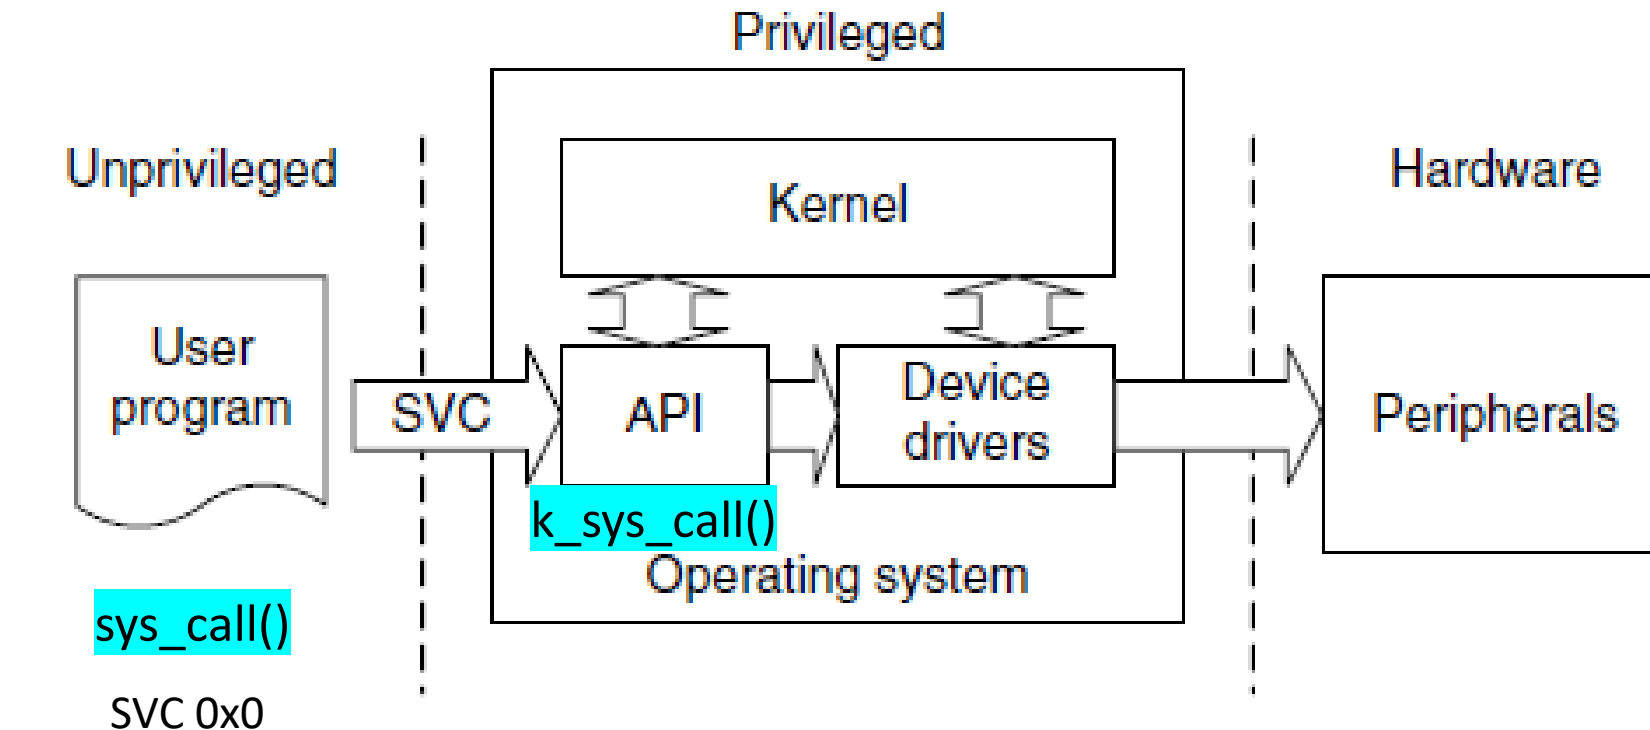 Privileged
Unprivileged
Hardware
Kernel
User
program
SVC
API
Device
drivers
Peripherals
k_sys_call()
Operating system
sys_call()
SVC 0x0